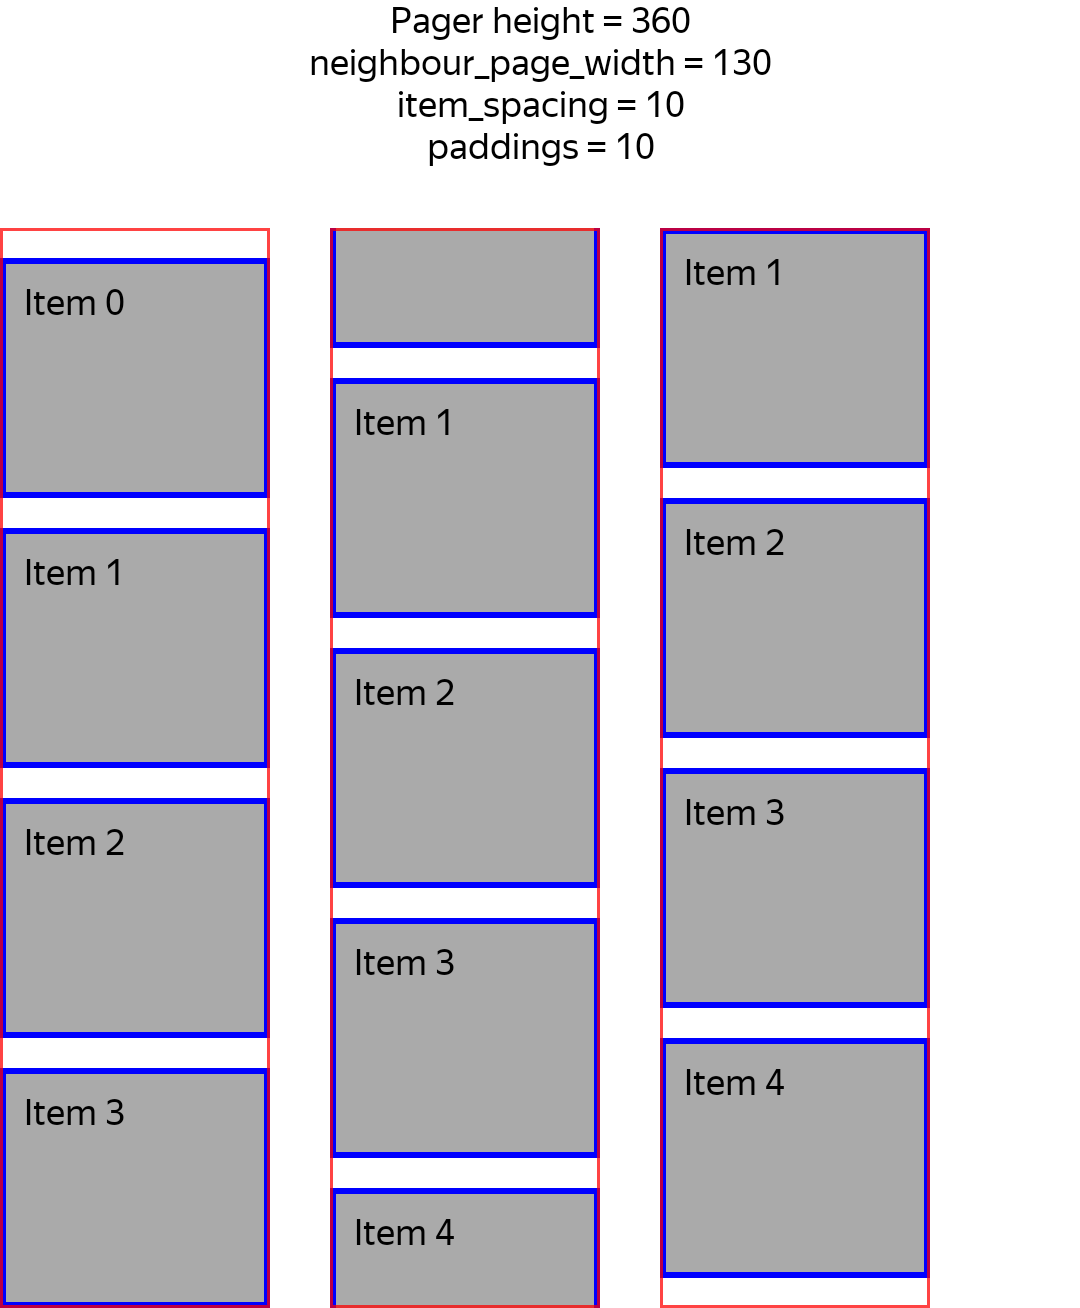 Pager height = 360
neighbour_page_width = 130
item_spacing = 10
paddings = 10
Item 0
Item 1
Item 2
Item 3
Item 1
Item 2
Item 3
Item 4
Item 1
Item 2
Item 3
Item 4